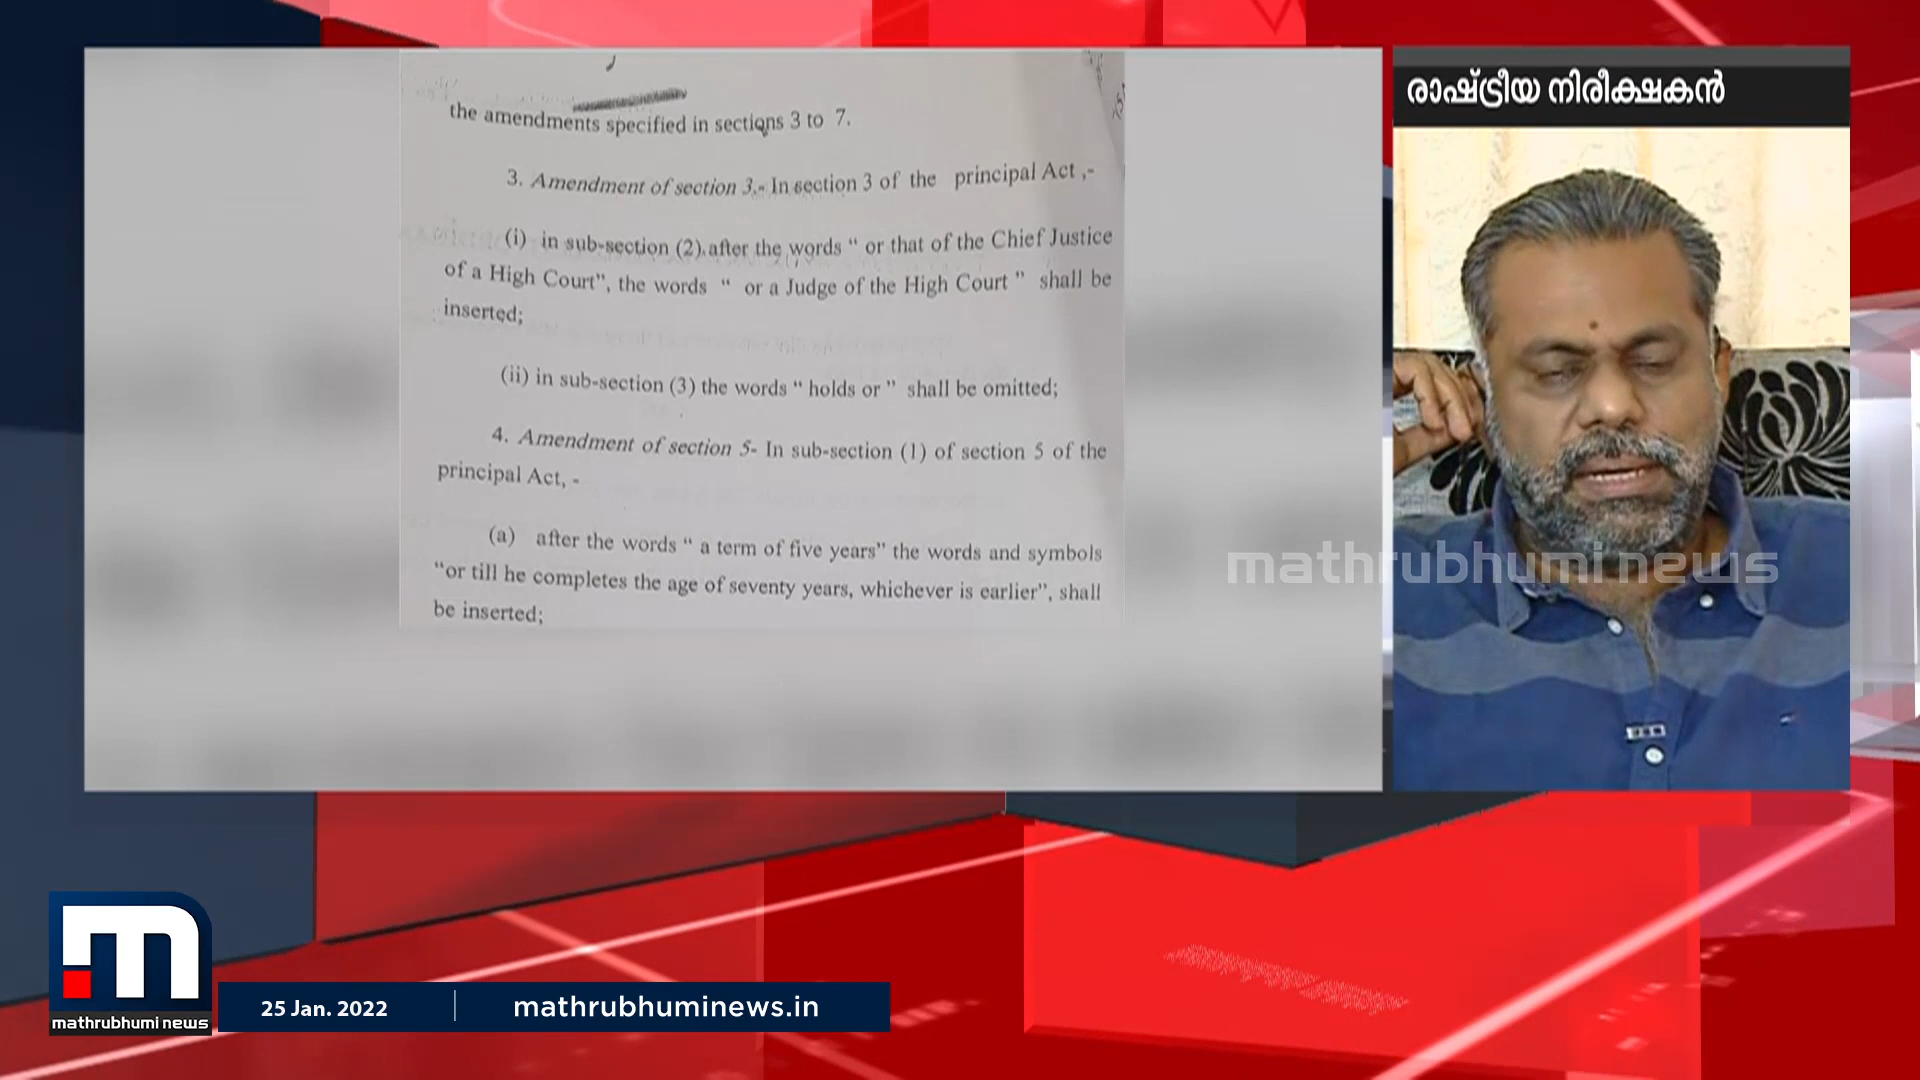 രാഷ്ട്രീയ നിരീക്ഷകൻ
the amendments specified in sections 3 to 7.
3. Amendment of section 3.- In section 3 of the principal Act ,-
(i) in sub-section (2) after the words “ or that of the Chief Justice
of a High Court”, the words “ or a Judge of the High Court ” shall be
inserted;
(ii) in sub-section (3) the words “ holds or ” shall be omitted;
4. Amendment of section 5- In sub-section (1) of section 5 of the
principal Act, -
(a) after the words “ a term of five years” the words and symbols
“or till he completes the age of seventy years, whichever is earlier”, shall
be inserted;
mathrubhumi news
mathrubhumi news
25 Jan. 2022
mathrubhuminews.in